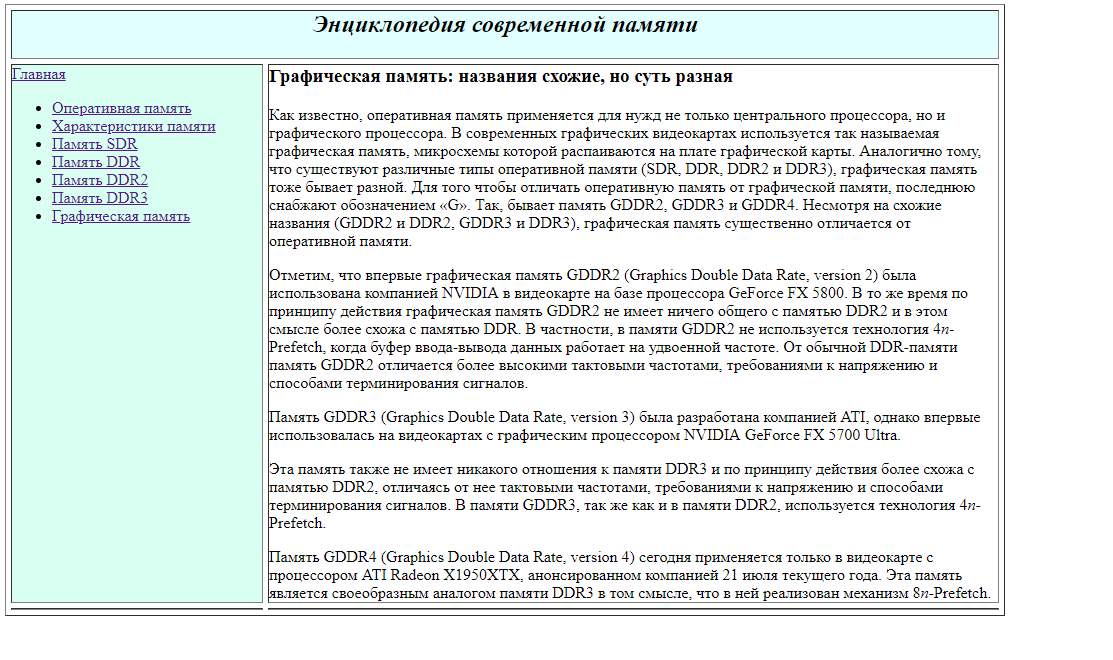 Энциклопедия современной памяти
Главная
Оперативная память
Характеристики памяти
Память SDR
Память DDR
Память DDR2
Память DDR3
Графическая память
Графическая память: названия схожие, но суть разная
Как известно, оперативная память применяется для нужд не только центрального процессора, но и
графического процессора. В современных графических видеокартах используется так называемая
графическая память, микросхемы которой распаиваются на плате графической карты. Аналогично тому,
что существуют различные типы оперативной памяти (SDR, DDR, DDR2 и DDR3), графическая память
тоже бывает разной. Для того чтобы отличать оперативную память от графической памяти, последнюю
снабжают обозначением «G». Так, бывает память GDDR2, GDDR3 и GDDR4. Несмотря на схожие
названия (GDDR2 и DDR2, GDDR3 и DDR3), графическая память существенно отличается от
оперативной памяти.
Отметим, что впервые графическая память GDDR2 (Graphics Double Data Rate, version 2) была
использована компанией NVIDIA в видеокарте на базе процессора GeForce FX 5800. В то же время по
принципу действия графическая память GDDR2 не имеет ничего общего с памятью DDR2 и в этом
смысле более схожа с памятью DDR. В частности, в памяти GDDR2 не используется технология 4n-
Prefetch, когда буфер ввода-вывода данных работает на удвоенной частоте. От обычной DDR-памяти
память GDDR2 отличается более высокими тактовыми частотами, требованиями к напряжению и
способами терминирования сигналов.
Память GDDR3 (Graphics Double Data Rate, version 3) была разработана компанией ATI, однако впервые
использовалась на видеокартах с графическим процессором NVIDIA GeForce FX 5700 Ultra.
Эта память также не имеет никакого отношения к памяти DDR3 и по принципу действия более схожа с
памятью DDR2, отличаясь от нее тактовыми частотами, требованиями к напряжению и способами
терминирования сигналов. В памяти GDDR3, так же как и в памяти DDR2, используется технология 4n-
Prefetch.
Память GDDR4 (Graphics Double Data Rate, version 4) сегодня применяется только в видеокарте с
процессором ATI Radeon X1950XTX, анонсированном компанией 21 июля текущего года. Эта память
является своеобразным аналогом памяти DDR3 в том смысле, что в ней реализован механизм 8n-Prefetch.